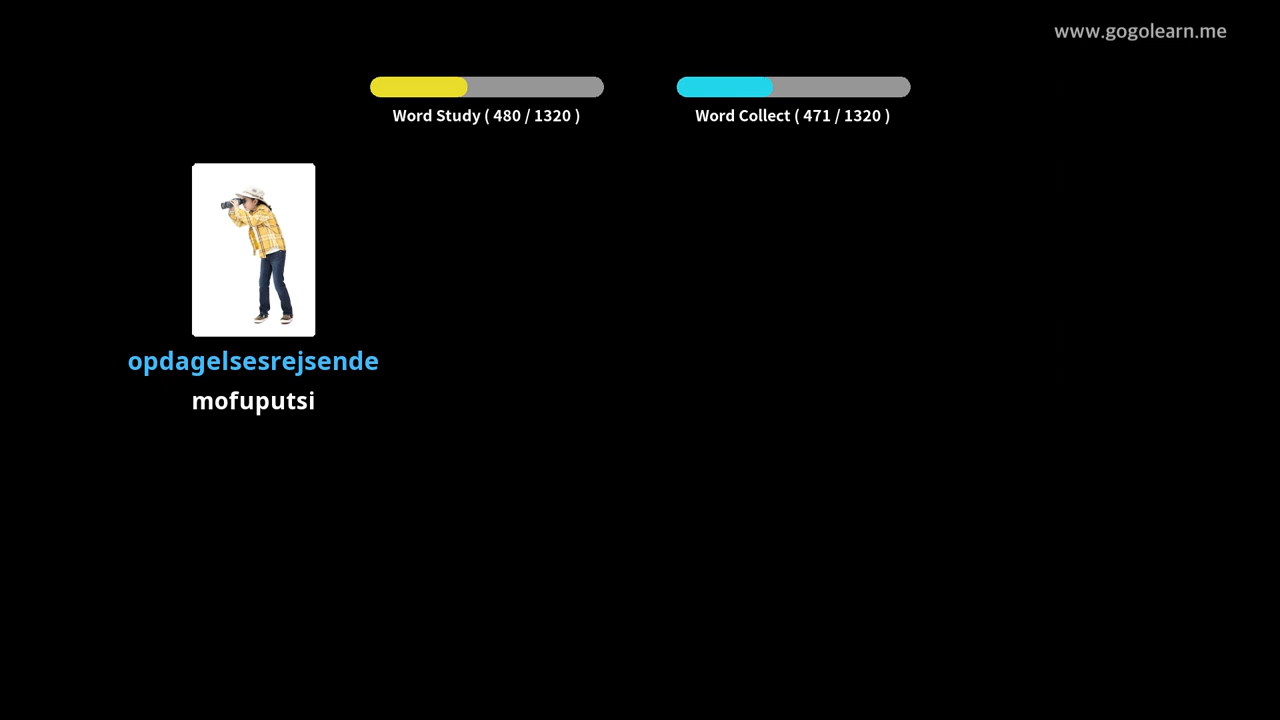 www.gogolearn.me
Word Study ( 480 / 1320 )
Word Collect ( 471 / 1320 )
opdagelsesrejsende
mofuputsi